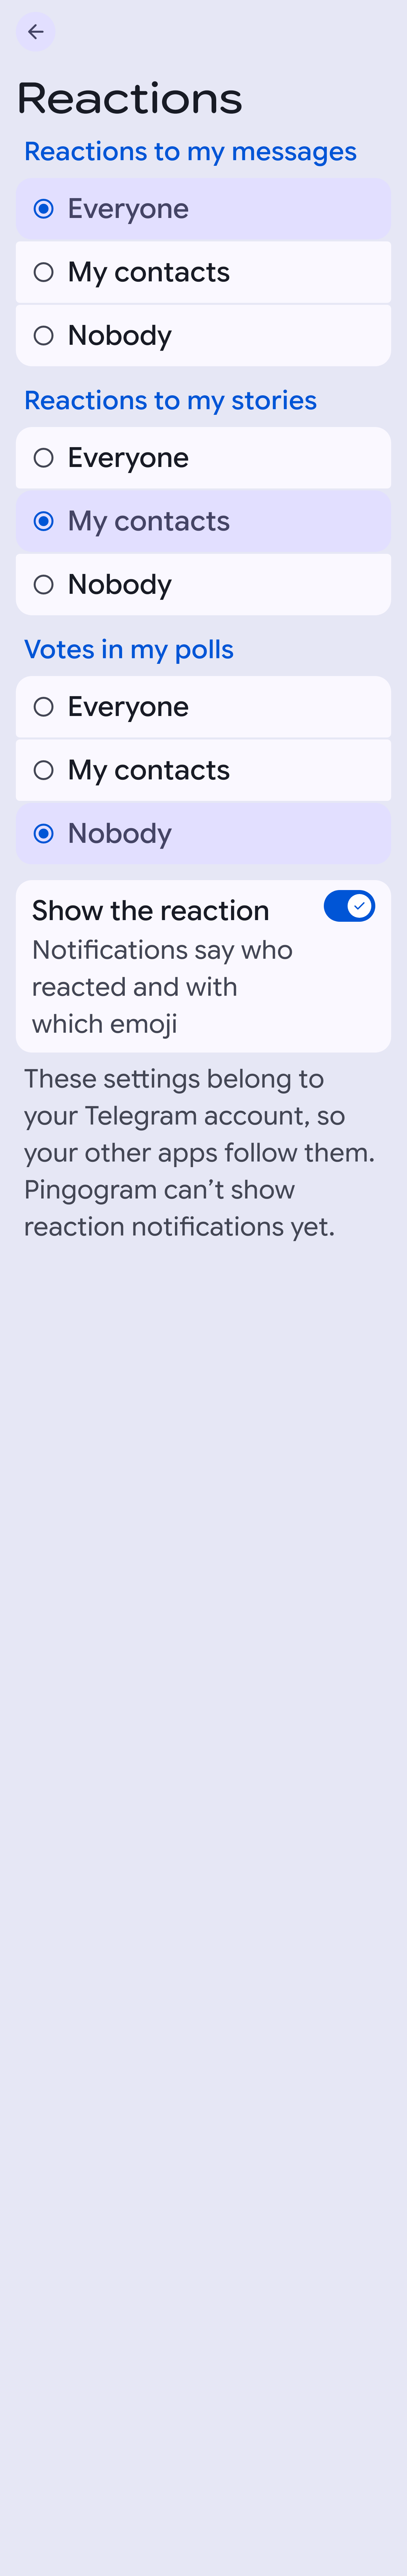 Reactions
Reactions to my messages
Everyone
My contacts
Nobody
Reactions to my stories
Everyone
My contacts
Nobody
Votes in my polls
Everyone
My contacts
Nobody
Show the reaction
Notifications say who
reacted and with
which emoji
These settings belong to
your Telegram account, so
your other apps follow them.
Pingogram can’t show
reaction notifications yet.